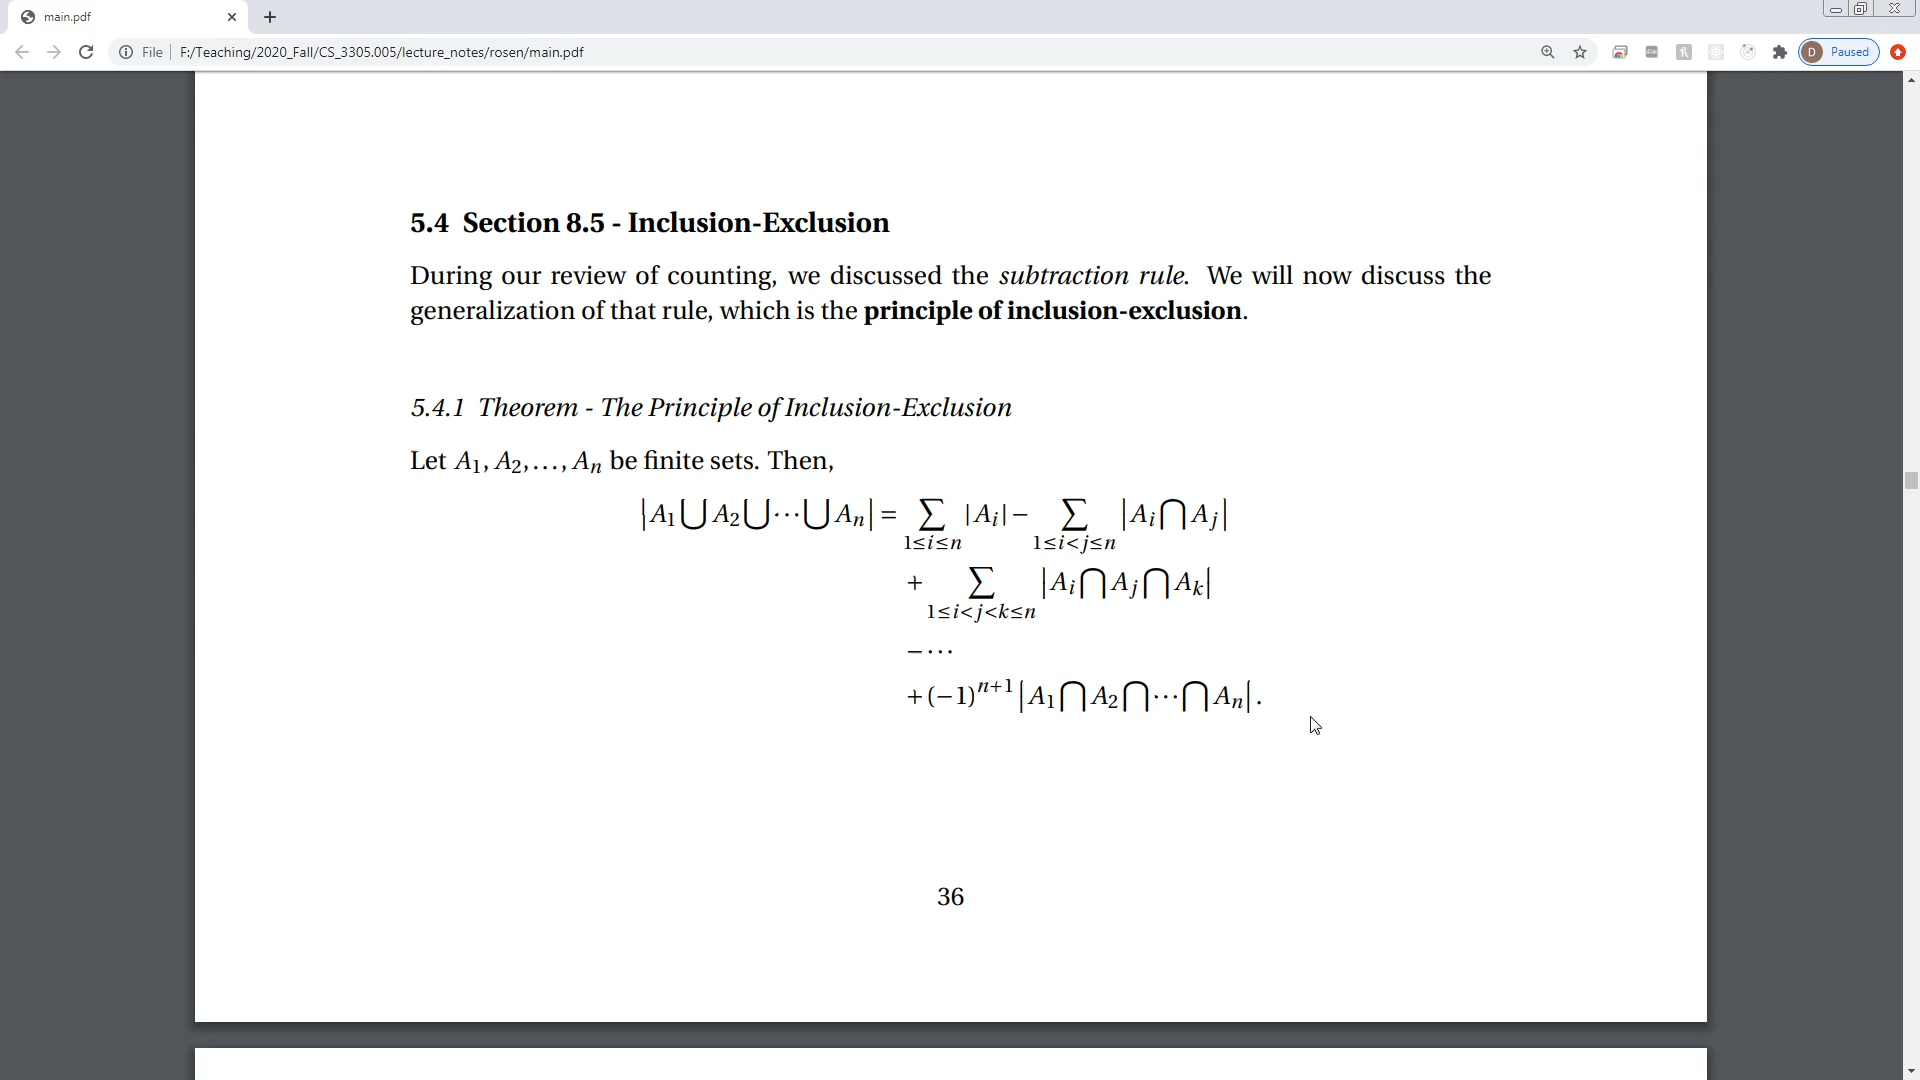 main.pdf
File F:/Teaching/2020_Fall/CS_3305.005/lecture_notes/rosen/main.pdf
D Paused
5.4 Section 8.5 - Inclusion-Exclusion
During our review of counting, we discussed the subtraction rule. We will now discuss the
generalization of that rule, which is the principle of inclusion-exclusion.
5.4.1 Theorem - The Principle of Inclusion-Exclusion
Let A₁, A₂, ..., Aₙ be finite sets. Then,
|A₁ ⋃ A₂ ⋃ ⋯ ⋃ Aₙ| = ∑ |Aᵢ| − ∑ |Aᵢ ⋂ Aⱼ|
1≤i≤n 1≤i<j≤n
+ ∑ |Aᵢ ⋂ Aⱼ ⋂ Aₖ|
1≤i<j<k≤n
− ⋯
+ (−1)ⁿ⁺¹ |A₁ ⋂ A₂ ⋂ ⋯ ⋂ Aₙ|.
36